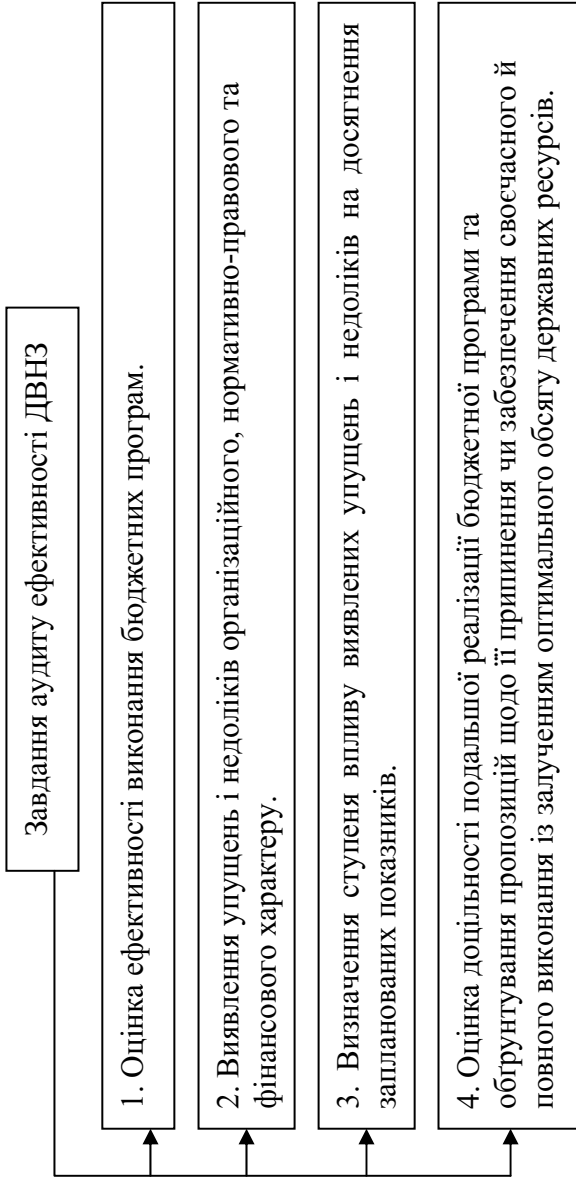 Завдання аудиту ефективності ДВНЗ
1. Оцінка ефективності виконання бюджетних програм.
2. Виявлення упущень і недоліків організаційного, нормативно-правового та
фінансового характеру.
3. Визначення ступеня впливу виявлених упущень і недоліків на досягнення
запланованих показників.
4. Оцінка доцільності подальшої реалізації бюджетної програми та
обґрунтування пропозицій щодо її припинення чи забезпечення своєчасного й
повного виконання із залученням оптимального обсягу державних ресурсів.